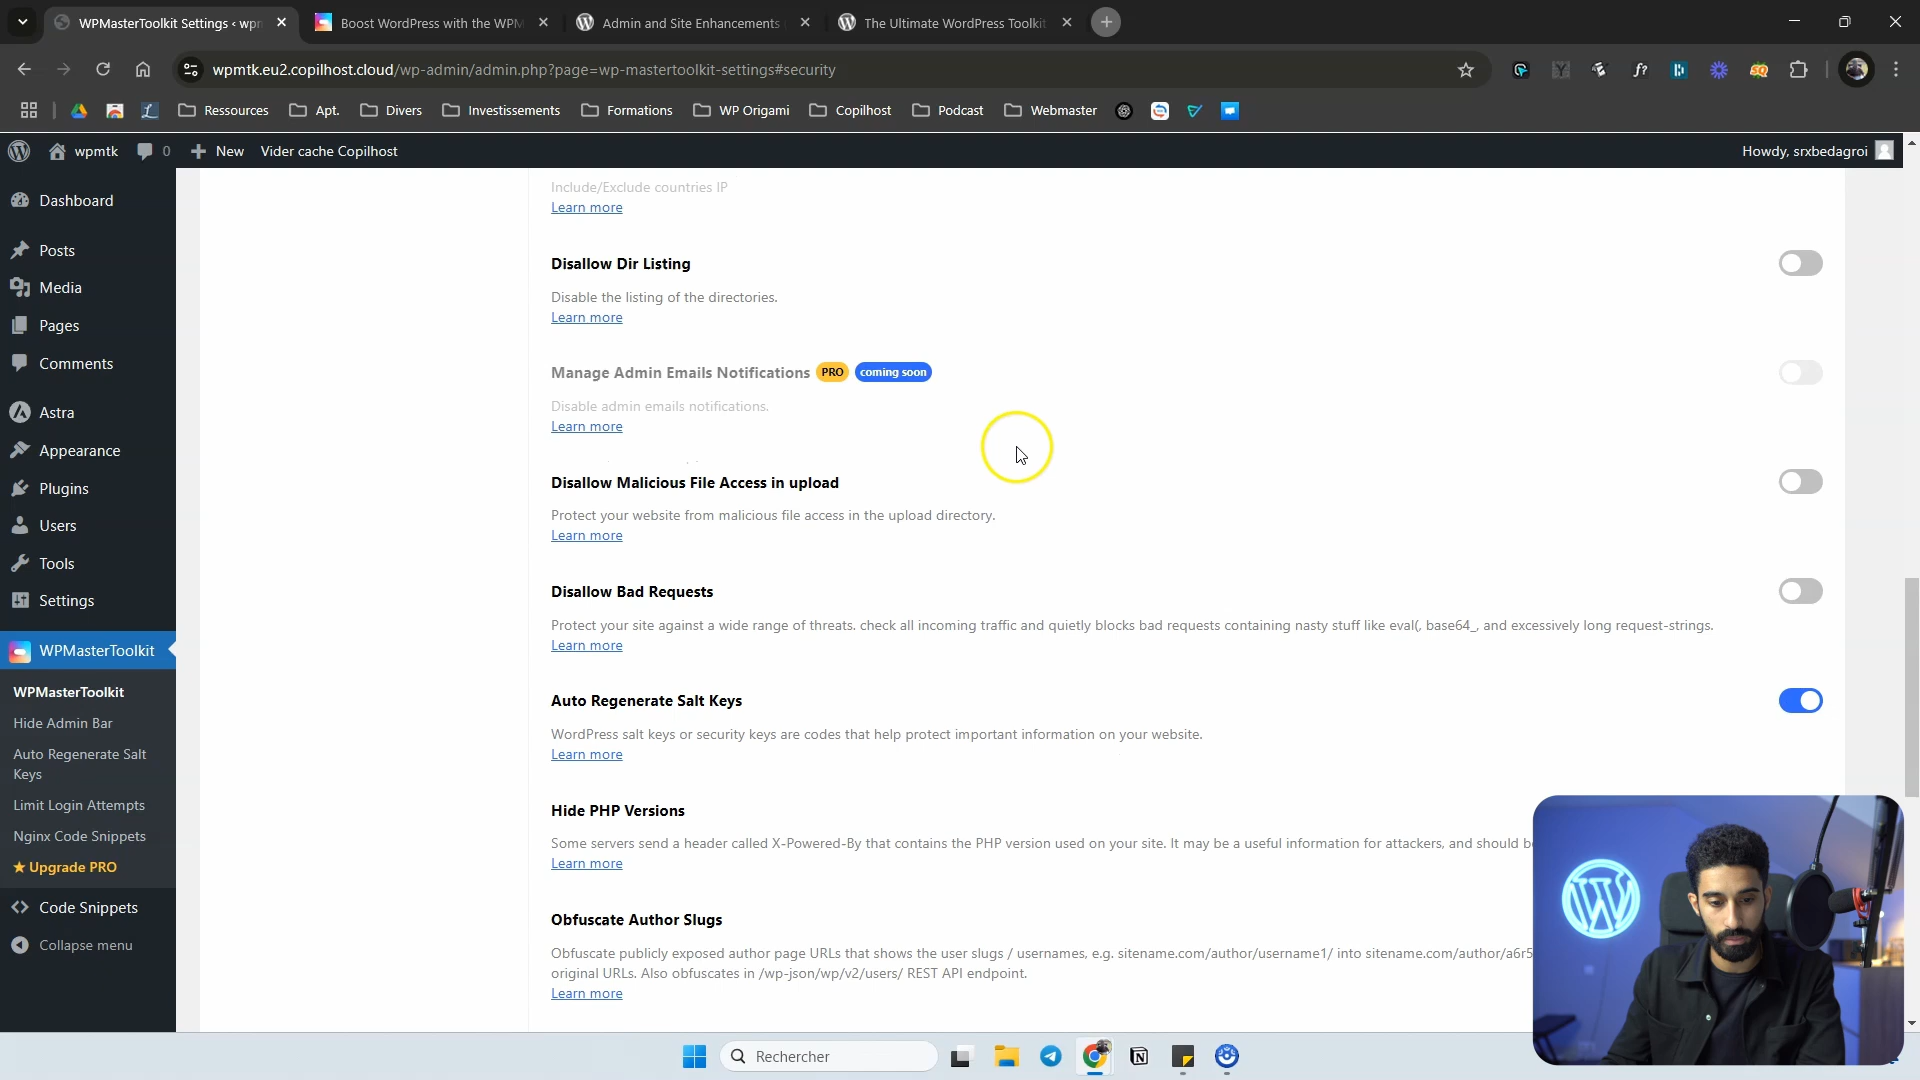 WPMasterToolkit Settings ‹ wpm
Boost WordPress with the WPM
Admin and Site Enhancements
The Ultimate WordPress Toolkit
wpmtk.eu2.copilhost.cloud/wp-admin/admin.php?page=wp-mastertoolkit-settings#security
Ressources
Apt.
Divers
Investissements
Formations
WP Origami
Copilhost
Podcast
Webmaster
wpmtk
0
New
Vider cache Copilhost
Howdy, srxbedagroi
Dashboard
Posts
Media
Pages
Comments
Astra
Appearance
Plugins
Users
Tools
Settings
WPMasterToolkit
WPMasterToolkit
Hide Admin Bar
Auto Regenerate Salt
Keys
Limit Login Attempts
Nginx Code Snippets
★ Upgrade PRO
Code Snippets
Collapse menu
Include/Exclude countries IP
Learn more
Disallow Dir Listing
Disable the listing of the directories.
Learn more
Manage Admin Emails Notifications PRO coming soon
Disable admin emails notifications.
Learn more
Disallow Malicious File Access in upload
Protect your website from malicious file access in the upload directory.
Learn more
Disallow Bad Requests
Protect your site against a wide range of threats. check all incoming traffic and quietly blocks bad requests containing nasty stuff like eval(, base64_, and excessively long request-strings.
Learn more
Auto Regenerate Salt Keys
WordPress salt keys or security keys are codes that help protect important information on your website.
Learn more
Hide PHP Versions
Some servers send a header called X-Powered-By that contains the PHP version used on your site. It may be a useful information for attackers, and should b
Learn more
Obfuscate Author Slugs
Obfuscate publicly exposed author page URLs that shows the user slugs / usernames, e.g. sitename.com/author/username1/ into sitename.com/author/a6r5
original URLs. Also obfuscates in /wp-json/wp/v2/users/ REST API endpoint.
Learn more
Rechercher